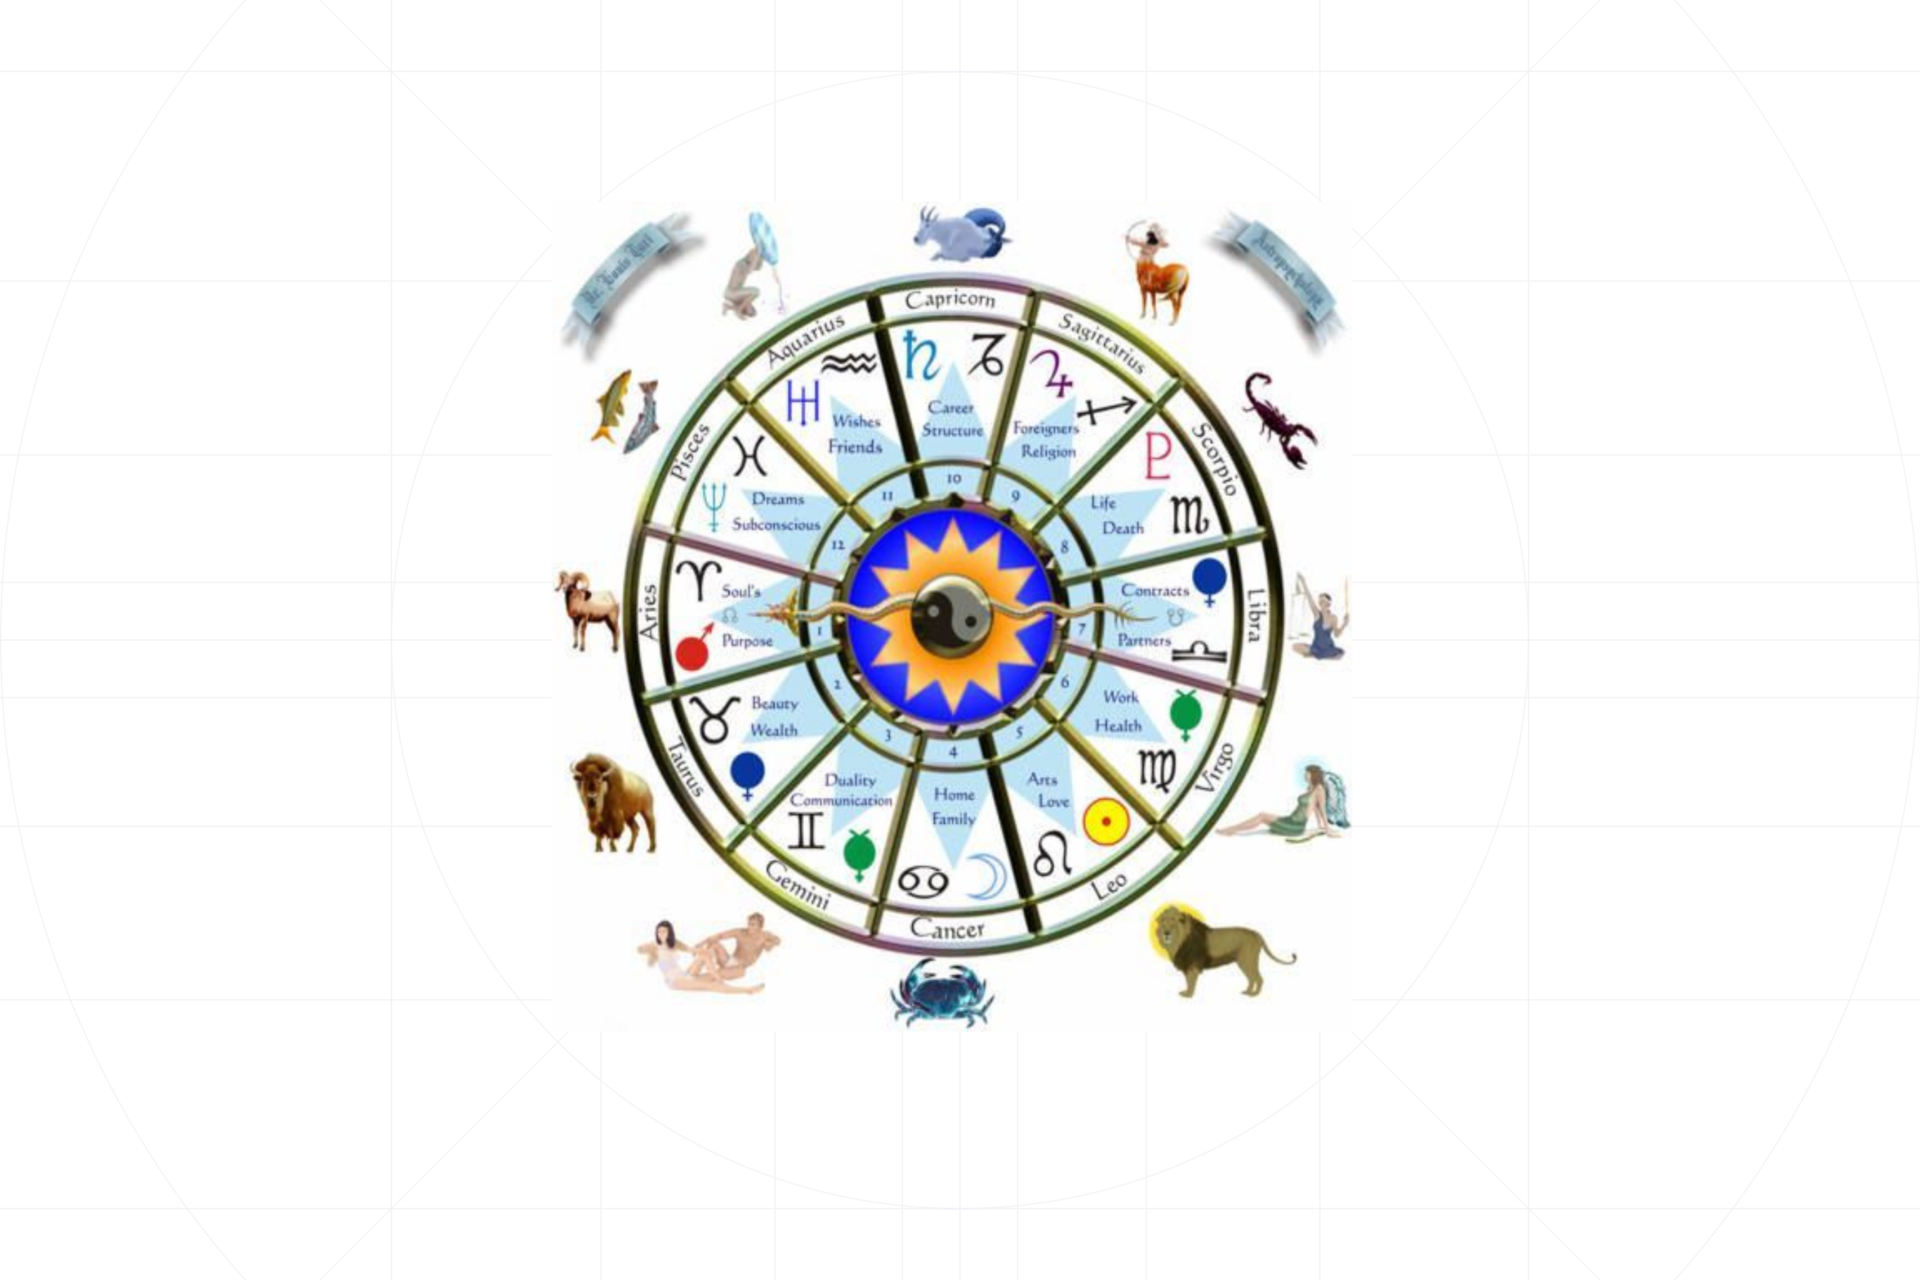 Capricorn
Sagittarius
Scorpio
Libra
Virgo
Leo
Cancer
Gemini
Taurus
Aries
Pisces
Aquarius
Career
Structure
10
Foreigners
Religion
9
Life
Death
8
Contracts
Partners
7
Work
Health
6
Arts
Love
5
Home
Family
4
Duality
Communication
3
Beauty
Wealth
2
Soul's
Purpose
1
Dreams
Subconscious
12
Wishes
Friends
11